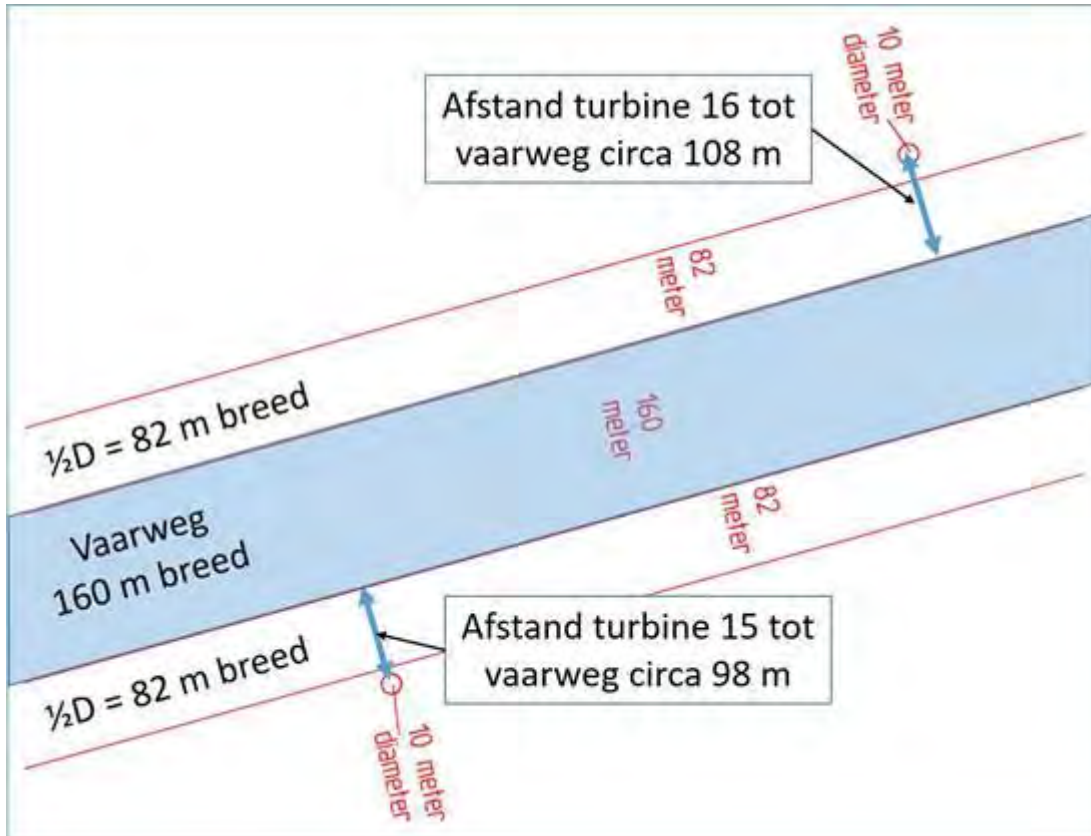 10 meter
diameter
Afstand turbine 16 tot
vaarweg circa 108 m
82
meter
½D = 82 m breed
160
meter
Vaarweg
160 m breed
82
meter
Afstand turbine 15 tot
vaarweg circa 98 m
½D = 82 m breed
10 meter
diameter